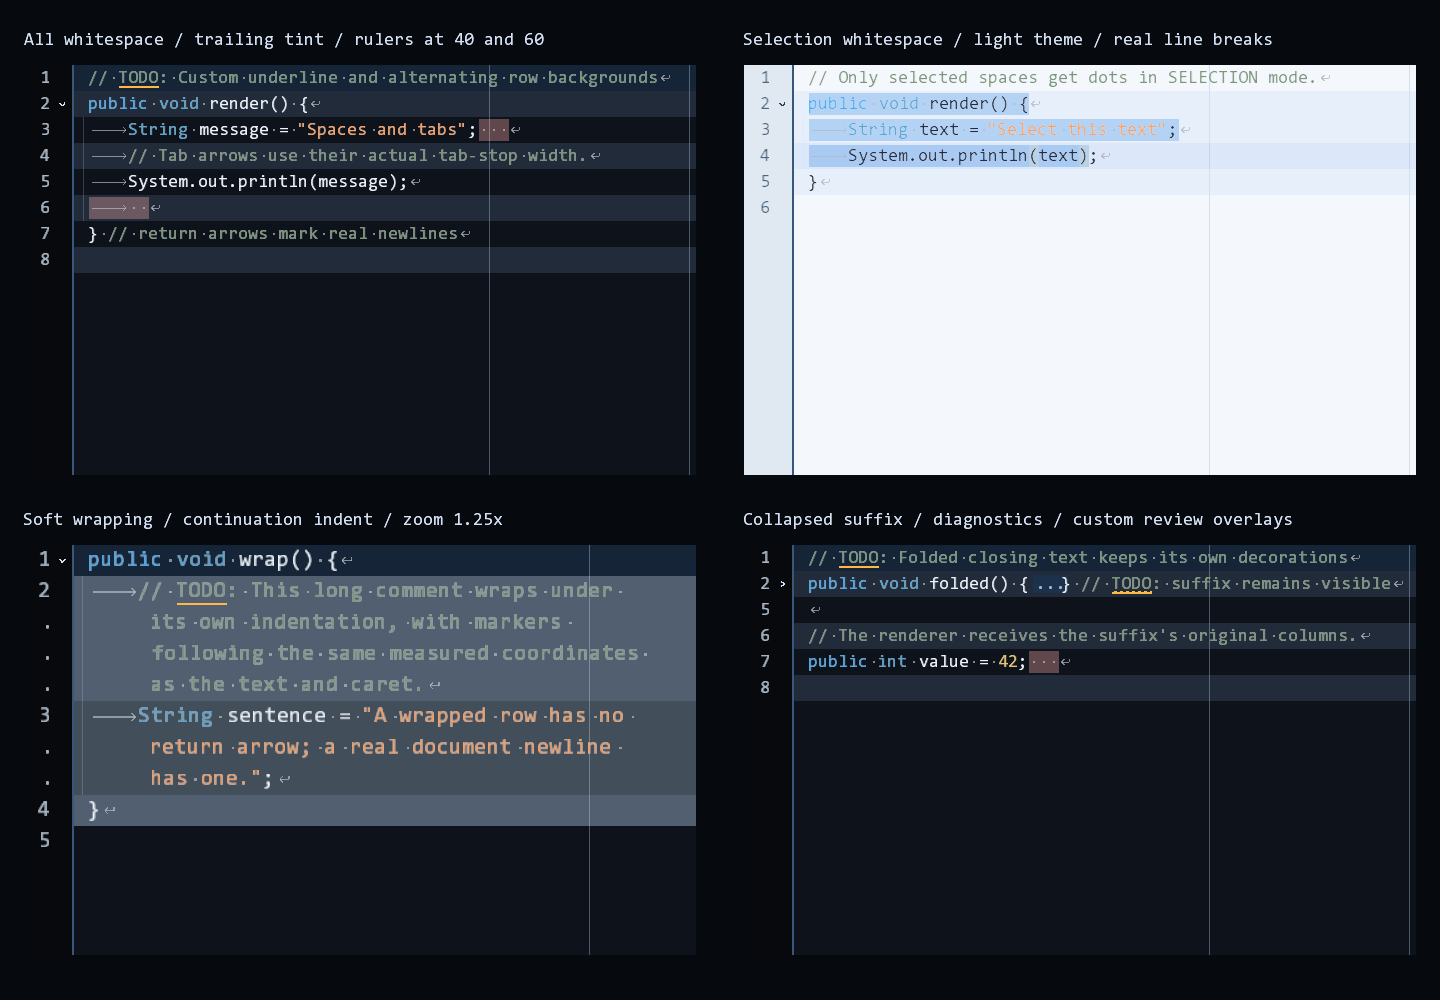 All whitespace / trailing tint / rulers at 40 and 60
1 //·TODO:·Custom·underline·and·alternating·row·backgrounds↵
2 public·void·render()·{↵
3 ⟶String·message·=·"Spaces·and·tabs";···↵
4 ⟶//·Tab·arrows·use·their·actual·tab-stop·width.↵
5 ⟶System.out.println(message);↵
6 ⟶··↵
7 }·//·return·arrows·mark·real·newlines↵
8
Selection whitespace / light theme / real line breaks
1 // Only selected spaces get dots in SELECTION mode.↵
2 public·void·render()·{↵
3 ⟶String·text·=·"Select·this·text";↵
4 ⟶System.out.println(text);↵
5 }↵
6
Soft wrapping / continuation indent / zoom 1.25x
1 public·void·wrap()·{↵
2 ⟶//·TODO:·This·long·comment·wraps·under·
. its·own·indentation,·with·markers·
. following·the·same·measured·coordinates·
. as·the·text·and·caret.↵
3 ⟶String·sentence·=·"A·wrapped·row·has·no·
. return·arrow;·a·real·document·newline·
. has·one.";↵
4 }↵
5
Collapsed suffix / diagnostics / custom review overlays
1 //·TODO:·Folded·closing·text·keeps·its·own·decorations↵
2 public·void·folded()·{ ...}·//·TODO:·suffix·remains·visible↵
5 ↵
6 //·The·renderer·receives·the·suffix's·original·columns.↵
7 public·int·value·=·42;···↵
8